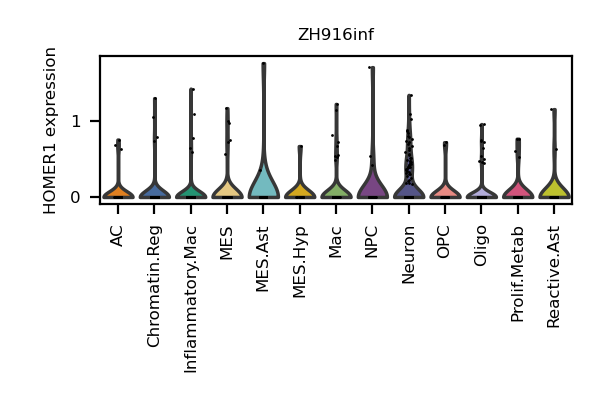 ZH916inf
HOMER1 expression
1
0
AC
Chromatin.Reg
Inflammatory.Mac
MES
MES.Ast
MES.Hyp
Mac
NPC
Neuron
OPC
Oligo
Prolif.Metab
Reactive.Ast